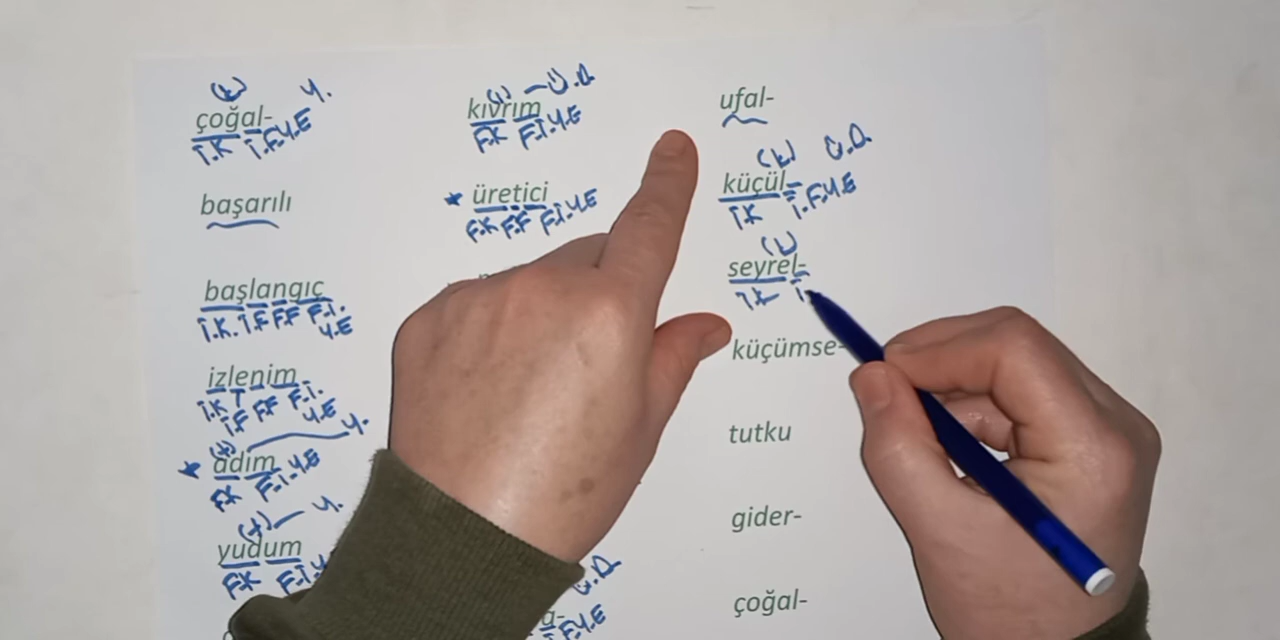 (k) Y.
çoğal-
İ.K İ.F.Y.E
başarılı
başlangıç
İ.K. İ.F F.F F.İ.
Y.E
izlenim
İ.K İ.F F.F F.İ.
Y.E
Y.
* adım
F.K F.İ.Y.E
Y.
yudum
F.K
(ı) Ü.D
kıvrım
F.K F.İ.Y.E
* üretici
F.K F.F F.İ.Y.E
Ü.D
F.Y.E
ufal-
(k) Ü.D.
küçül-
İ.K İ.F.Y.E
seyrel-
İ.K İ
küçümse-
tutku
gider-
çoğal-